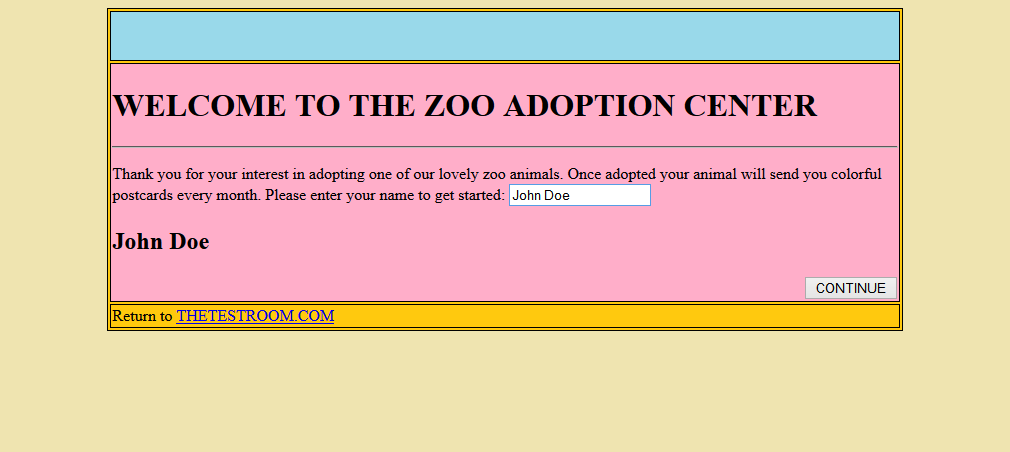 WELCOME TO THE ZOO ADOPTION CENTER
Thank you for your interest in adopting one of our lovely zoo animals. Once adopted your animal will send you colorful
postcards every month. Please enter your name to get started: John Doe
John Doe
CONTINUE
Return to THETESTROOM.COM